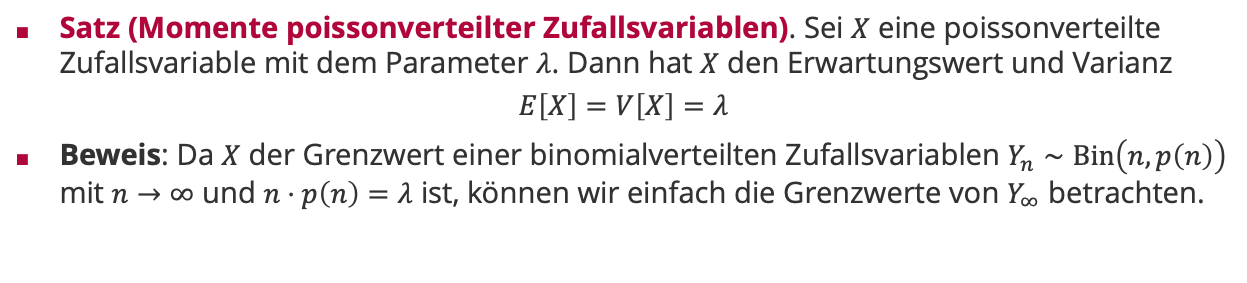 ▪ Satz (Momente poissonverteilter Zufallsvariablen). Sei X eine poissonverteilte
Zufallsvariable mit dem Parameter λ. Dann hat X den Erwartungswert und Varianz
E[X] = V[X] = λ
▪ Beweis: Da X der Grenzwert einer binomialverteilten Zufallsvariablen Yₙ ~ Bin(n, p(n))
mit n → ∞ und n · p(n) = λ ist, können wir einfach die Grenzwerte von Y∞ betrachten.